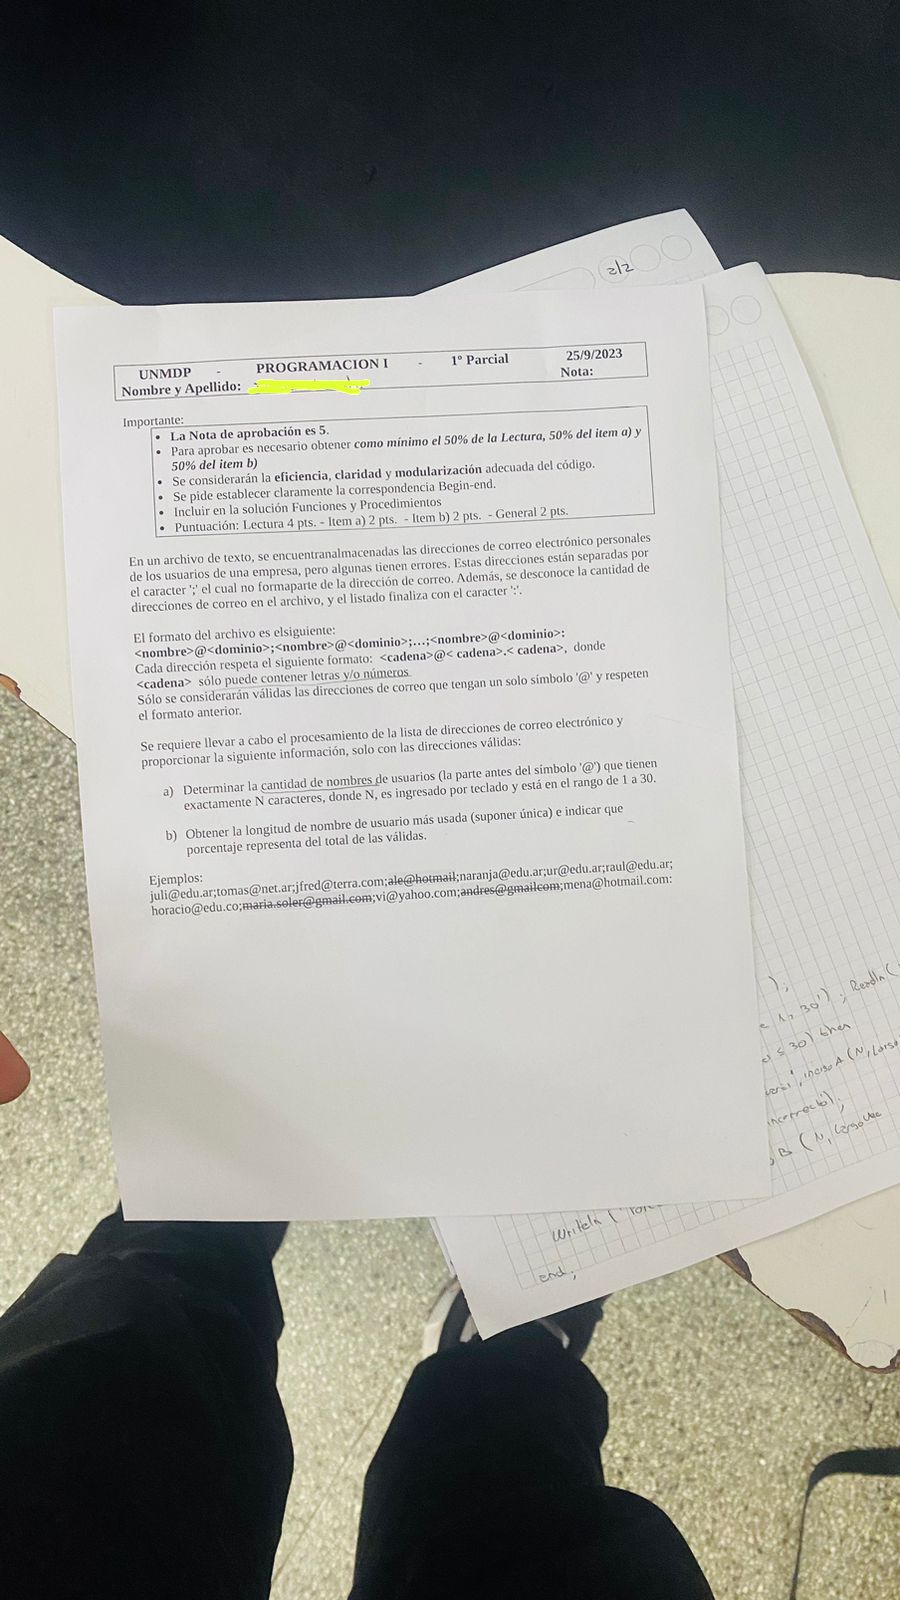 2/2
UNMDP - PROGRAMACION I - 1º Parcial 25/9/2023
Nombre y Apellido: Nota:
Importante:
• La Nota de aprobación es 5.
• Para aprobar es necesario obtener como mínimo el 50% de la Lectura, 50% del item a) y
50% del item b)
• Se considerarán la eficiencia, claridad y modularización adecuada del código.
• Se pide establecer claramente la correspondencia Begin-end.
• Incluir en la solución Funciones y Procedimientos
• Puntuación: Lectura 4 pts. - Item a) 2 pts. - Item b) 2 pts. - General 2 pts.
En un archivo de texto, se encuentranalmacenadas las direcciones de correo electrónico personales
de los usuarios de una empresa, pero algunas tienen errores. Estas direcciones están separadas por
el caracter ';' el cual no formaparte de la dirección de correo. Además, se desconoce la cantidad de
direcciones de correo en el archivo, y el listado finaliza con el caracter ':'.
El formato del archivo es elsiguiente:
<nombre>@<dominio>;<nombre>@<dominio>;…;<nombre>@<dominio>:
Cada dirección respeta el siguiente formato: <cadena>@< cadena>.< cadena>, donde
<cadena> sólo puede contener letras y/o números
Sólo se considerarán válidas las direcciones de correo que tengan un solo símbolo '@' y respeten
el formato anterior.
Se requiere llevar a cabo el procesamiento de la lista de direcciones de correo electrónico y
proporcionar la siguiente información, solo con las direcciones válidas:
a) Determinar la cantidad de nombres de usuarios (la parte antes del símbolo '@') que tienen
exactamente N caracteres, donde N, es ingresado por teclado y está en el rango de 1 a 30.
b) Obtener la longitud de nombre de usuario más usada (suponer única) e indicar que
porcentaje representa del total de las válidas.
Ejemplos:
juli@edu.ar;tomas@net.ar;jfred@terra.com;ale@hotmail;naranja@edu.ar;ur@edu.ar;raul@edu.ar;
horacio@edu.co;maria.soler@gmail.com;vi@yahoo.com;andres@gmailcom;mena@hotmail.com:
);
30') ; Readln (
≤ 30) then
, incisoA (N, Largo
incorrecto);
B (N, LargoVec
Writeln (
end;